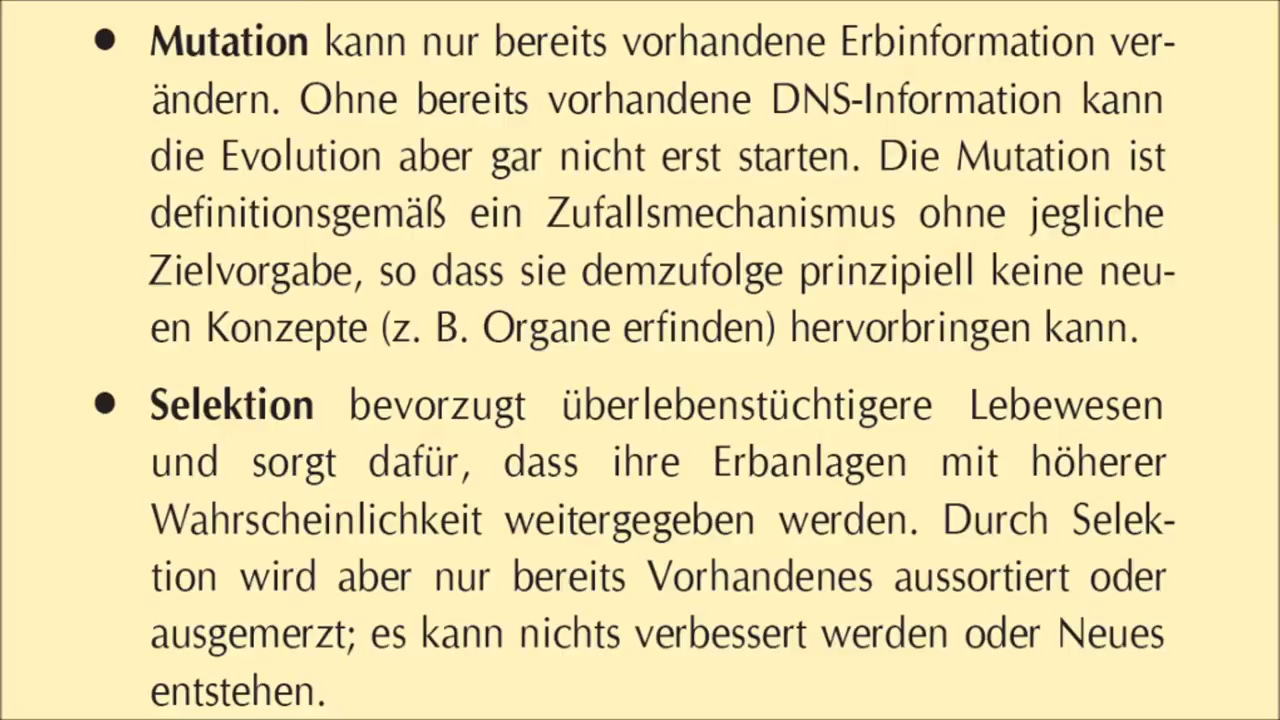 • Mutation kann nur bereits vorhandene Erbinformation ver-
ändern. Ohne bereits vorhandene DNS-Information kann
die Evolution aber gar nicht erst starten. Die Mutation ist
definitionsgemäß ein Zufallsmechanismus ohne jegliche
Zielvorgabe, so dass sie demzufolge prinzipiell keine neu-
en Konzepte (z. B. Organe erfinden) hervorbringen kann.
• Selektion bevorzugt überlebenstüchtigere Lebewesen
und sorgt dafür, dass ihre Erbanlagen mit höherer
Wahrscheinlichkeit weitergegeben werden. Durch Selek-
tion wird aber nur bereits Vorhandenes aussortiert oder
ausgemerzt; es kann nichts verbessert werden oder Neues
entstehen.